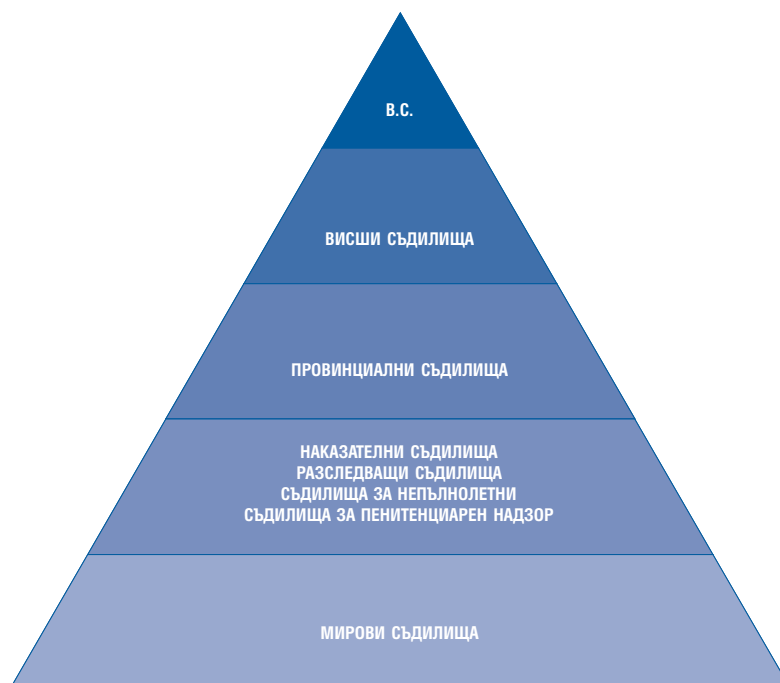 В.С.
ВИСШИ СЪДИЛИЩА
ПРОВИНЦИАЛНИ СЪДИЛИЩА
НАКАЗАТЕЛНИ СЪДИЛИЩА
РАЗСЛЕДВАЩИ СЪДИЛИЩА
СЪДИЛИЩА ЗА НЕПЪЛНОЛЕТНИ
СЪДИЛИЩА ЗА ПЕНИТЕНЦИАРЕН НАДЗОР
МИРОВИ СЪДИЛИЩА